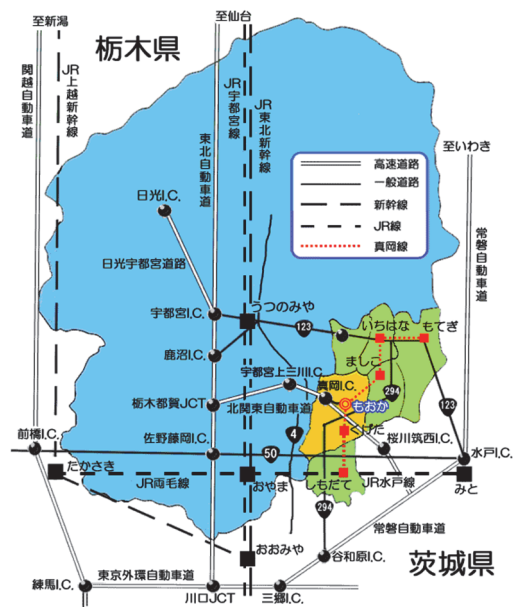 至新潟
至仙台
栃木県
関越自動車道
JR上越新幹線
東北自動車道
JR宇都宮線
JR東北新幹線
至いわき
常磐自動車道
高速道路
一般道路
新幹線
JR線
真岡線
日光I.C.
日光宇都宮道路
宇都宮I.C.
うつのみや
123
いちはな
もてぎ
鹿沼I.C.
ましこ
宇都宮上三川I.C.
真岡I.C.
294
栃木都賀JCT
北関東自動車道
もおか
123
前橋I.C.
佐野藤岡I.C.
4
くげた
桜川筑西I.C.
水戸I.C.
50
たかさき
JR両毛線
おやま
しもだて
JR水戸線
みと
294
常磐自動車道
おおみや
谷和原I.C.
茨城県
練馬I.C.
東京外環自動車道
川口JCT
三郷I.C.